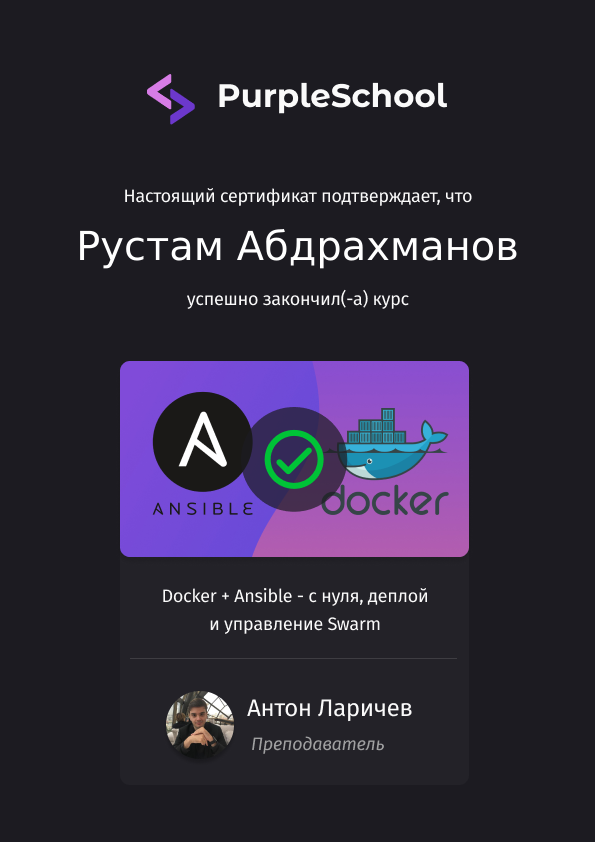 PurpleSchool
Настоящий сертификат подтверждает, что
Рустам Абдрахманов
успешно закончил(-а) курс
ANSIBLE
docker
Docker + Ansible - с нуля, деплой
и управление Swarm
Антон Ларичев
Преподаватель